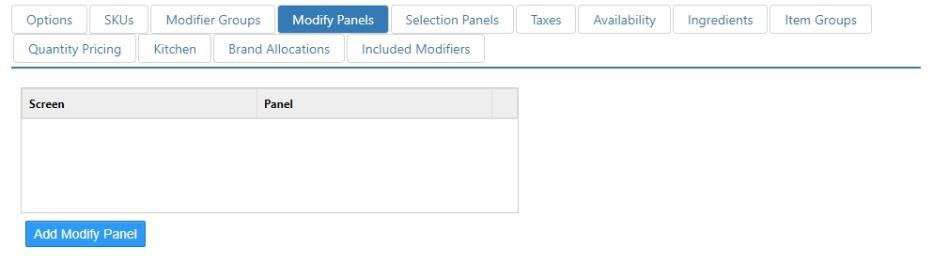 Options SKUs Modifier Groups Modify Panels Selection Panels Taxes Availability Ingredients Item Groups
Quantity Pricing Kitchen Brand Allocations Included Modifiers
Screen Panel
Add Modify Panel